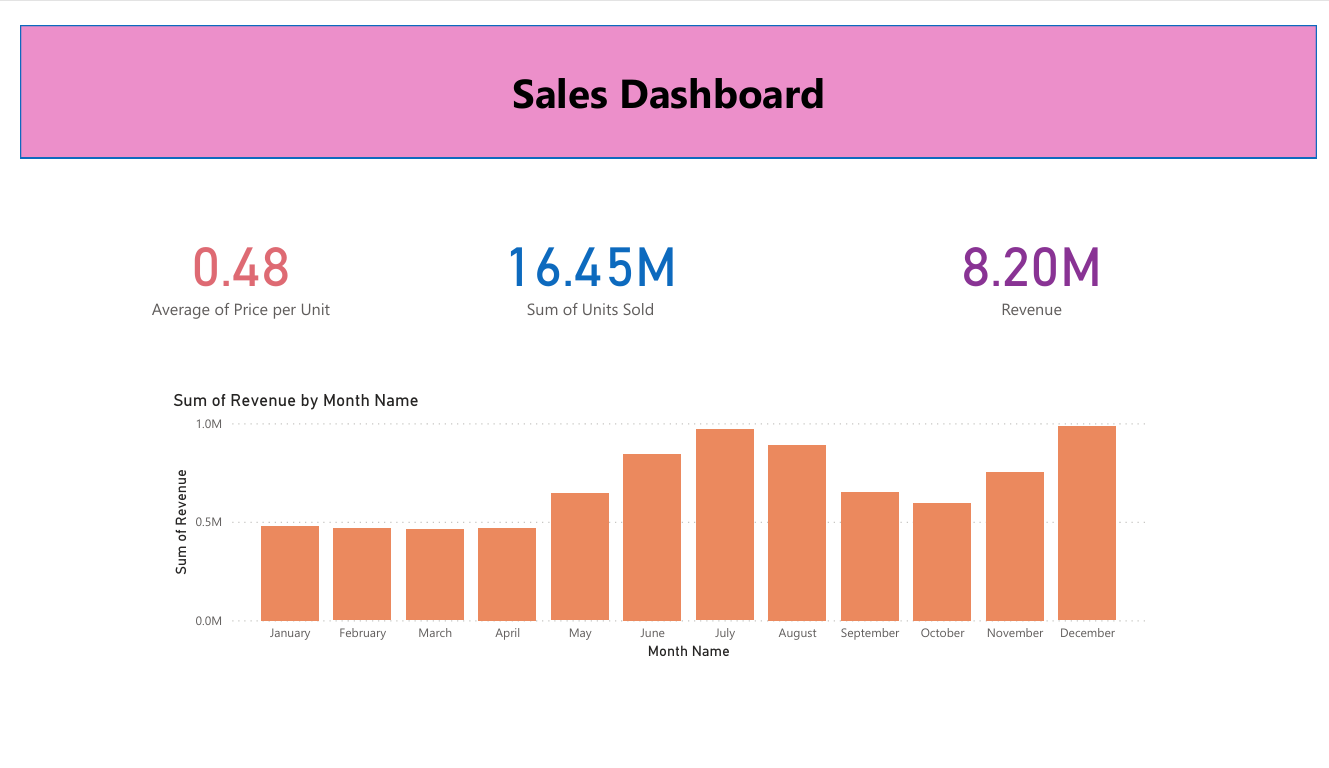 Sales Dashboard
0.48
Average of Price per Unit
16.45M
Sum of Units Sold
8.20M
Revenue
Sum of Revenue by Month Name
Sum of Revenue
1.0M
0.5M
0.0M
January February March April May June July August September October November December
Month Name